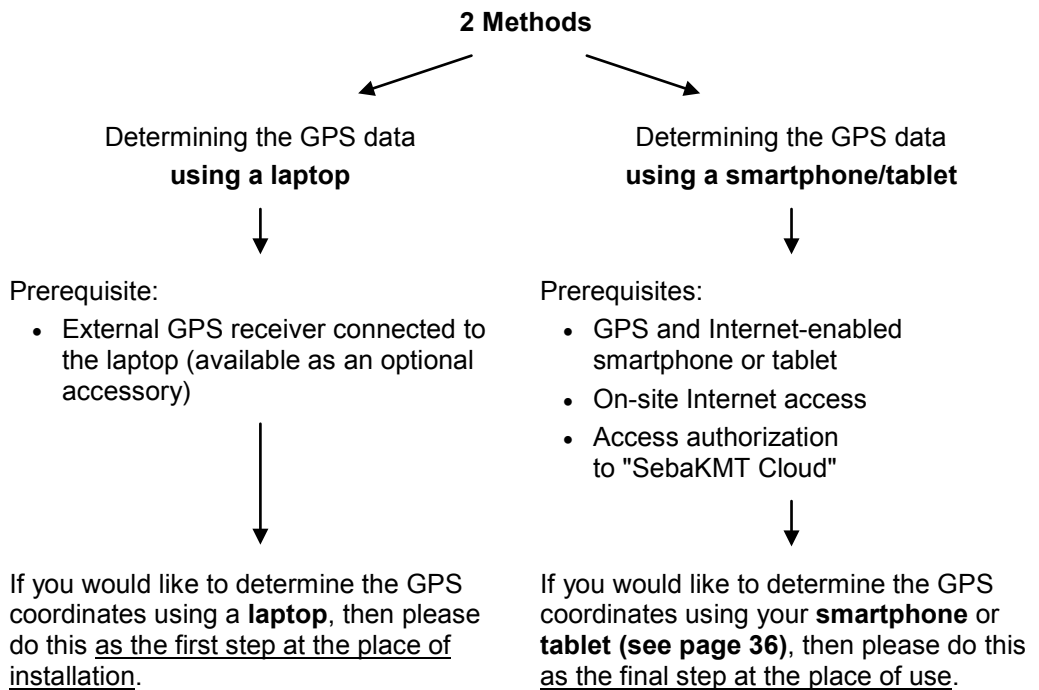 2 Methods
Determining the GPS data
using a laptop
Prerequisite:
• External GPS receiver connected to
the laptop (available as an optional
accessory)
If you would like to determine the GPS
coordinates using a laptop, then please
do this as the first step at the place of
installation.
Determining the GPS data
using a smartphone/tablet
Prerequisites:
• GPS and Internet-enabled
smartphone or tablet
• On-site Internet access
• Access authorization
to "SebaKMT Cloud"
If you would like to determine the GPS
coordinates using your smartphone or
tablet (see page 36), then please do this
as the final step at the place of use.